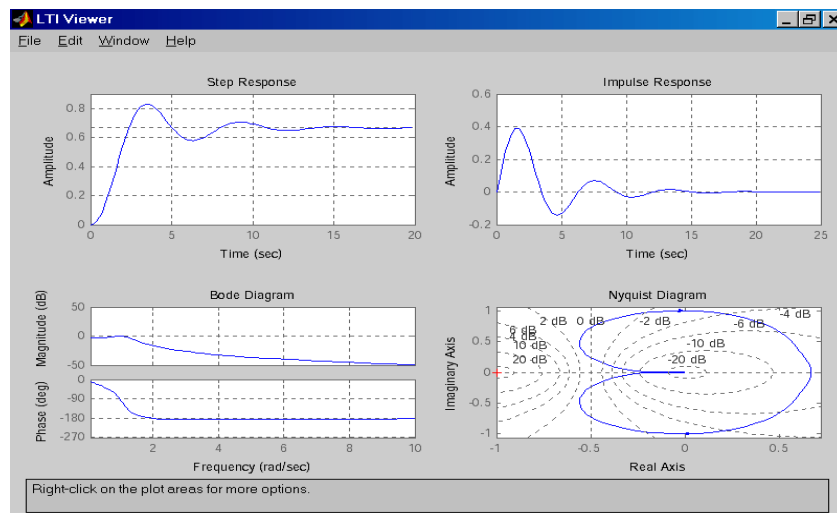 LTI Viewer
File Edit Window Help
Step Response
Amplitude
0.8
0.6
0.4
0.2
0
0 5 10 15 20
Time (sec)
Impulse Response
Amplitude
0.6
0.4
0.2
0
-0.2
0 5 10 15 20 25
Time (sec)
Bode Diagram
Magnitude (dB)
50
0
-50
Phase (deg)
0
-90
-180
-270
2 4 6 8 10
Frequency (rad/sec)
Nyquist Diagram
Imaginary Axis
1
0.5
0
-0.5
-1
2 dB 0 dB -2 dB -4 dB
6 dB -6 dB
4 dB
10 dB -10 dB
20 dB -20 dB
-1 -0.5 0 0.5
Real Axis
Right-click on the plot areas for more options.